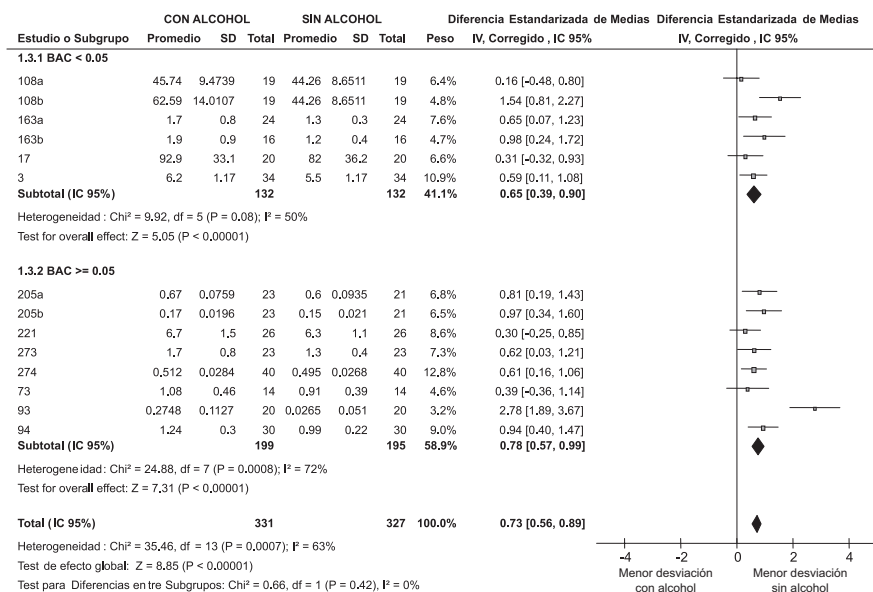 CON ALCOHOL SIN ALCOHOL Diferencia Estandarizada de Medias Diferencia Estandarizada de Medias
Estudio o Subgrupo Promedio SD Total Promedio SD Total Peso IV, Corregido , IC 95% IV, Corregido , IC 95%
1.3.1 BAC < 0.05
108a 45.74 9.4739 19 44.26 8.6511 19 6.4% 0.16 [-0.48, 0.80]
108b 62.59 14.0107 19 44.26 8.6511 19 4.8% 1.54 [0.81, 2.27]
163a 1.7 0.8 24 1.3 0.3 24 7.6% 0.65 [0.07, 1.23]
163b 1.9 0.9 16 1.2 0.4 16 4.7% 0.98 [0.24, 1.72]
17 92.9 33.1 20 82 36.2 20 6.7% 0.31 [-0.32, 0.93]
3 6.2 1.17 34 5.5 1.17 34 10.9% 0.59 [0.11, 1.08]
Subtotal (IC 95%) 132 132 41.1% 0.65 [0.39, 0.90]
Heterogeneidad : Chi² = 9.92, df = 5 (P = 0.08); I² = 50%
Test for overall effect: Z = 5.05 (P < 0.00001)
1.3.2 BAC >= 0.05
205a 0.67 0.0759 23 0.6 0.0935 21 6.8% 0.81 [0.19, 1.43]
205b 0.17 0.0196 23 0.15 0.021 21 6.5% 0.97 [0.34, 1.60]
221 6.7 1.5 26 6.3 1.1 26 8.6% 0.30 [-0.25, 0.85]
273 1.7 0.8 23 1.3 0.4 23 7.3% 0.62 [0.03, 1.21]
274 0.512 0.0284 40 0.495 0.0268 40 12.8% 0.61 [0.16, 1.06]
73 1.08 0.46 14 0.91 0.39 14 4.6% 0.39 [-0.36, 1.14]
93 0.2748 0.1127 20 0.0265 0.051 20 3.2% 2.78 [1.89, 3.67]
94 1.24 0.3 30 0.99 0.22 30 9.0% 0.94 [0.40, 1.47]
Subtotal (IC 95%) 199 195 58.9% 0.78 [0.57, 0.99]
Heterogeneidad : Chi² = 24.88, df = 7 (P = 0.0008); I² = 72%
Test for overall effect: Z = 7.31 (P < 0.00001)
Total (IC 95%) 331 327 100.0% 0.73 [0.56, 0.89]
Heterogeneidad : Chi² = 35.46, df = 13 (P = 0.0007); I² = 63%
Test de efecto global: Z = 8.85 (P < 0.00001)
Test para Diferencias entre Subgrupos: Chi² = 0.66, df = 1 (P = 0.42), I² = 0%
-4 -2 0 2 4
Menor desviación Menor desviación
con alcohol sin alcohol